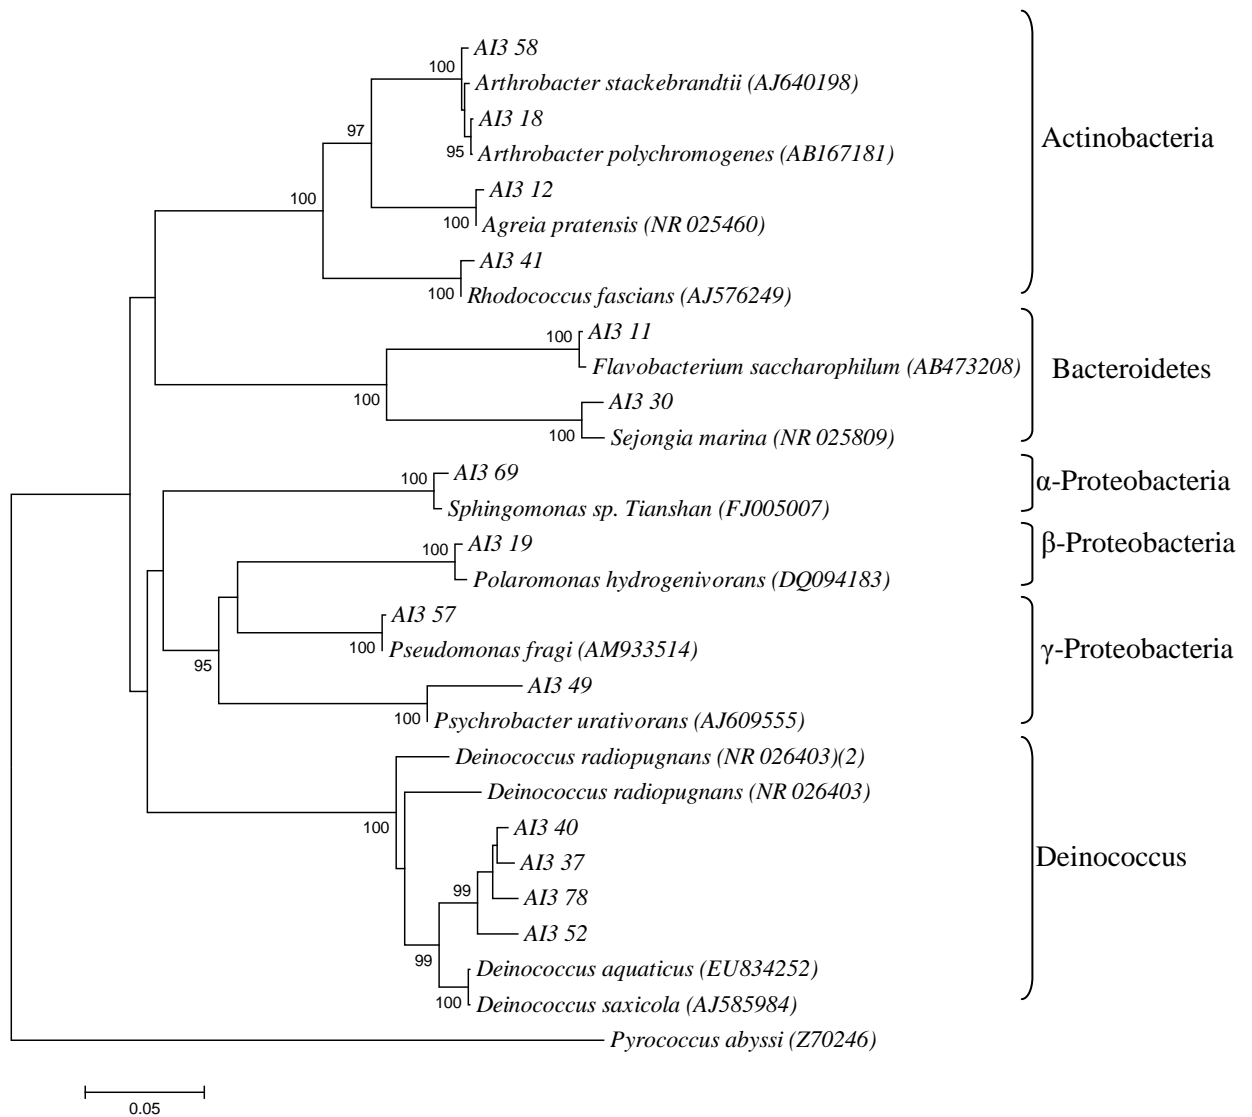 AI3 58
100
Arthrobacter stackebrandtii (AJ640198)
AI3 18
97
Actinobacteria
95
Arthrobacter polychromogenes (AB167181)
AI3 12
100
100
Agreia pratensis (NR 025460)
AI3 41
100
Rhodococcus fascians (AJ576249)
AI3 11
100
Flavobacterium saccharophilum (AB473208)
Bacteroidetes
100
AI3 30
100
Sejongia marina (NR 025809)
AI3 69
100
α-Proteobacteria
Sphingomonas sp. Tianshan (FJ005007)
AI3 19
100
β-Proteobacteria
Polaromonas hydrogenivorans (DQ094183)
AI3 57
100
Pseudomonas fragi (AM933514)
γ-Proteobacteria
95
AI3 49
100
Psychrobacter urativorans (AJ609555)
Deinococcus radiopugnans (NR 026403)(2)
Deinococcus radiopugnans (NR 026403)
100
AI3 40
AI3 37
Deinococcus
99
AI3 78
AI3 52
99
Deinococcus aquaticus (EU834252)
100
Deinococcus saxicola (AJ585984)
Pyrococcus abyssi (Z70246)
0.05